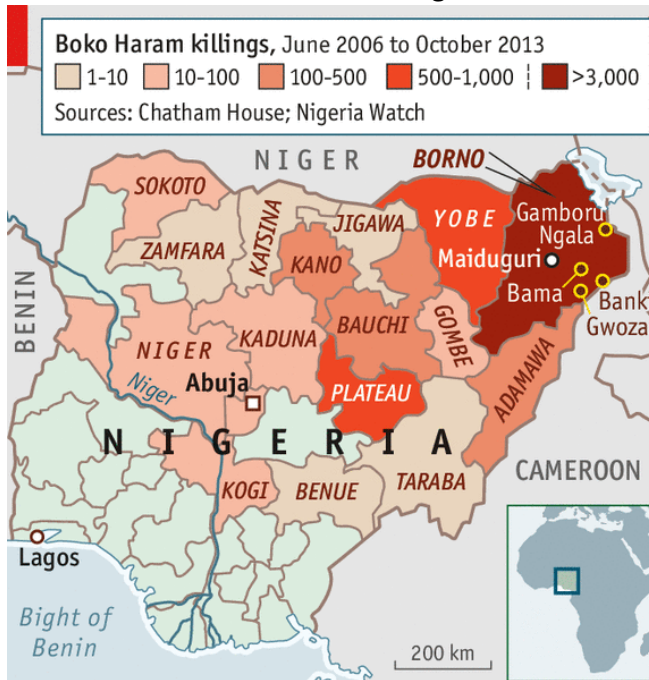 Boko Haram killings, June 2006 to October 2013
1-10 10-100 100-500 500-1,000 >3,000
Sources: Chatham House; Nigeria Watch
NIGER
BORNO
SOKOTO
YOBE
Gamboru
Ngala
KATSINA
JIGAWA
ZAMFARA
KANO
Maiduguri
Bama
Bank
Gwoza
BENIN
NIGER
KADUNA
BAUCHI
GOMBE
ADAMAWA
Niger
Abuja
PLATEAU
NIGERIA
CAMEROON
KOGI
BENUE
TARABA
Lagos
Bight of
Benin
200 km